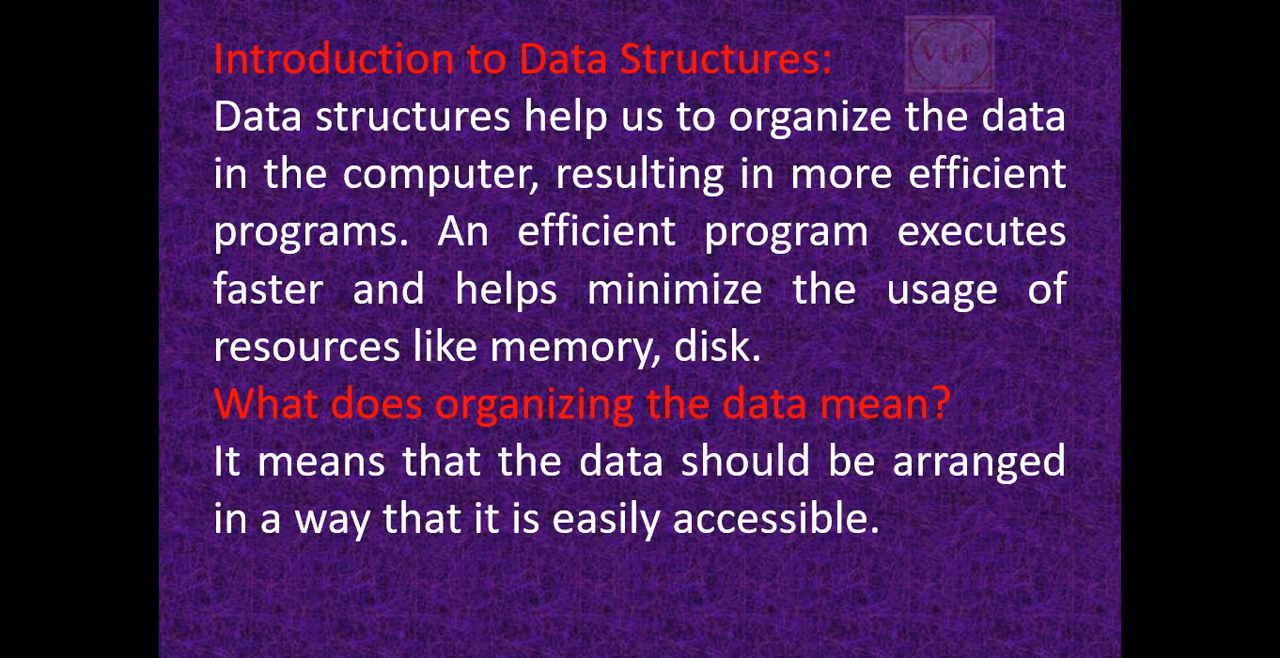 Introduction to Data Structures:
VUE
Data structures help us to organize the data
in the computer, resulting in more efficient
programs. An efficient program executes
faster and helps minimize the usage of
resources like memory, disk.
What does organizing the data mean?
It means that the data should be arranged
in a way that it is easily accessible.